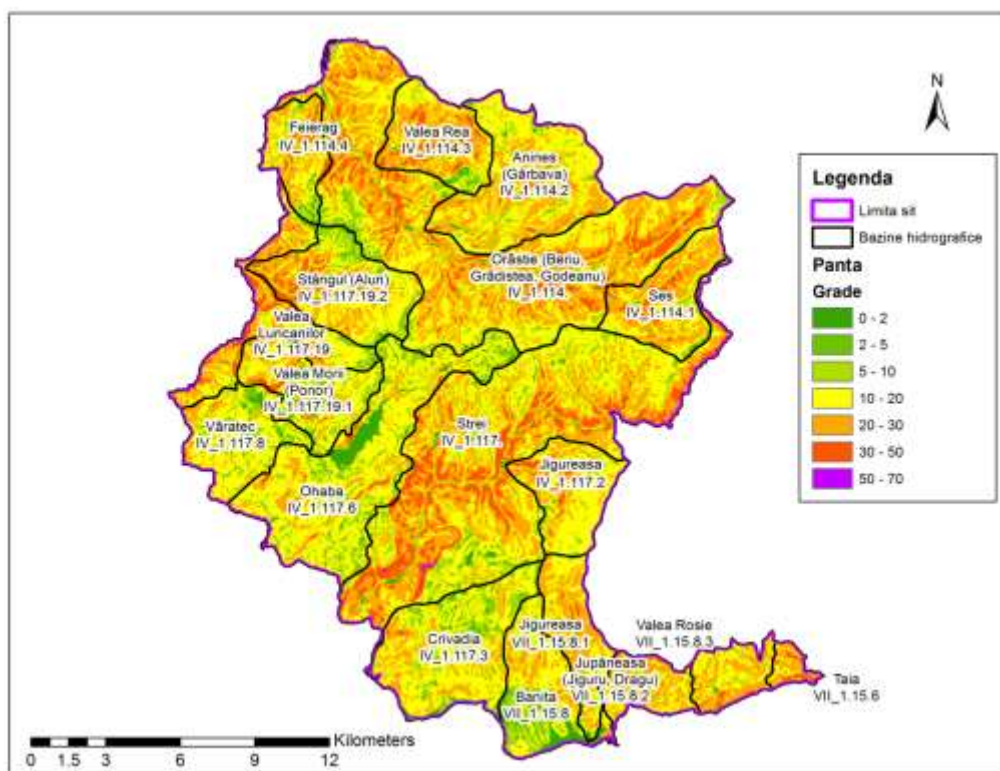 N
Feierag
IV_1.114.4
Valea Rea
IV_1.114.3
Anines
(Gârbava)
IV_1.114.2
Orăștie (Beriu,
Grădistea, Godeanu)
IV_1.114.
Ses
IV_1.114.1
Stângul (Alun)
IV_1.117.19.2
Valea
Luncanilor
IV_1.117.19.
Valea Morii
(Ponor)
IV_1.117.19.1
Văratec
IV_1.117.8
Ohaba
IV_1.117.6
Strei
IV_1.117.
Jigureasa
IV_1.117.2
Crivadia
IV_1.117.3
Jigureasa
VII_1.15.8.1
Valea Rosie
VII_1.15.8.3
Jupâneasa
(Jiguru, Dragu)
VII_1.15.8.2
Banita
VII_1.15.8
Taia
VII_1.15.6
Legenda
Limita sit
Bazine hidrografice
Panta
Grade
0 - 2
2 - 5
5 - 10
10 - 20
20 - 30
30 - 50
50 - 70
Kilometers
0 1.5 3 6 9 12